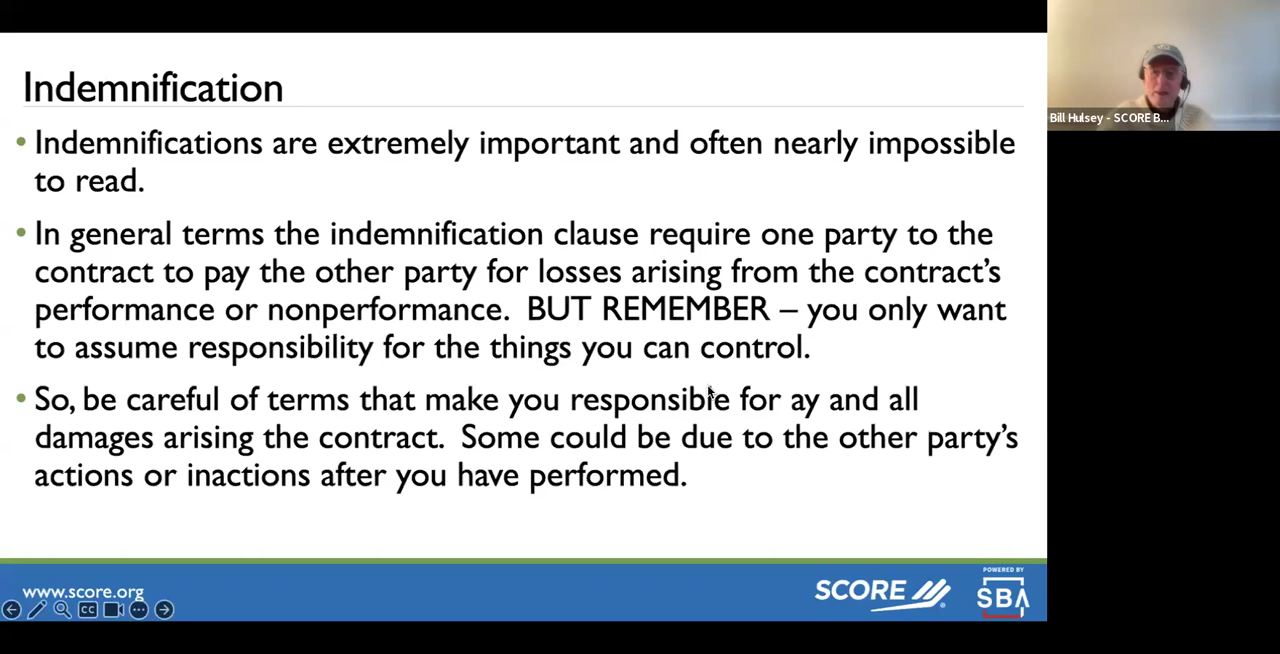 Indemnification
• Indemnifications are extremely important and often nearly impossible
to read.
• In general terms the indemnification clause require one party to the
contract to pay the other party for losses arising from the contract’s
performance or nonperformance.  BUT REMEMBER – you only want
to assume responsibility for the things you can control.
• So, be careful of terms that make you responsible for ay and all
damages arising the contract.  Some could be due to the other party’s
actions or inactions after you have performed.
www.score.org
CC
SCORE
POWERED BY
SBA
Bill Hulsey - SCORE B...